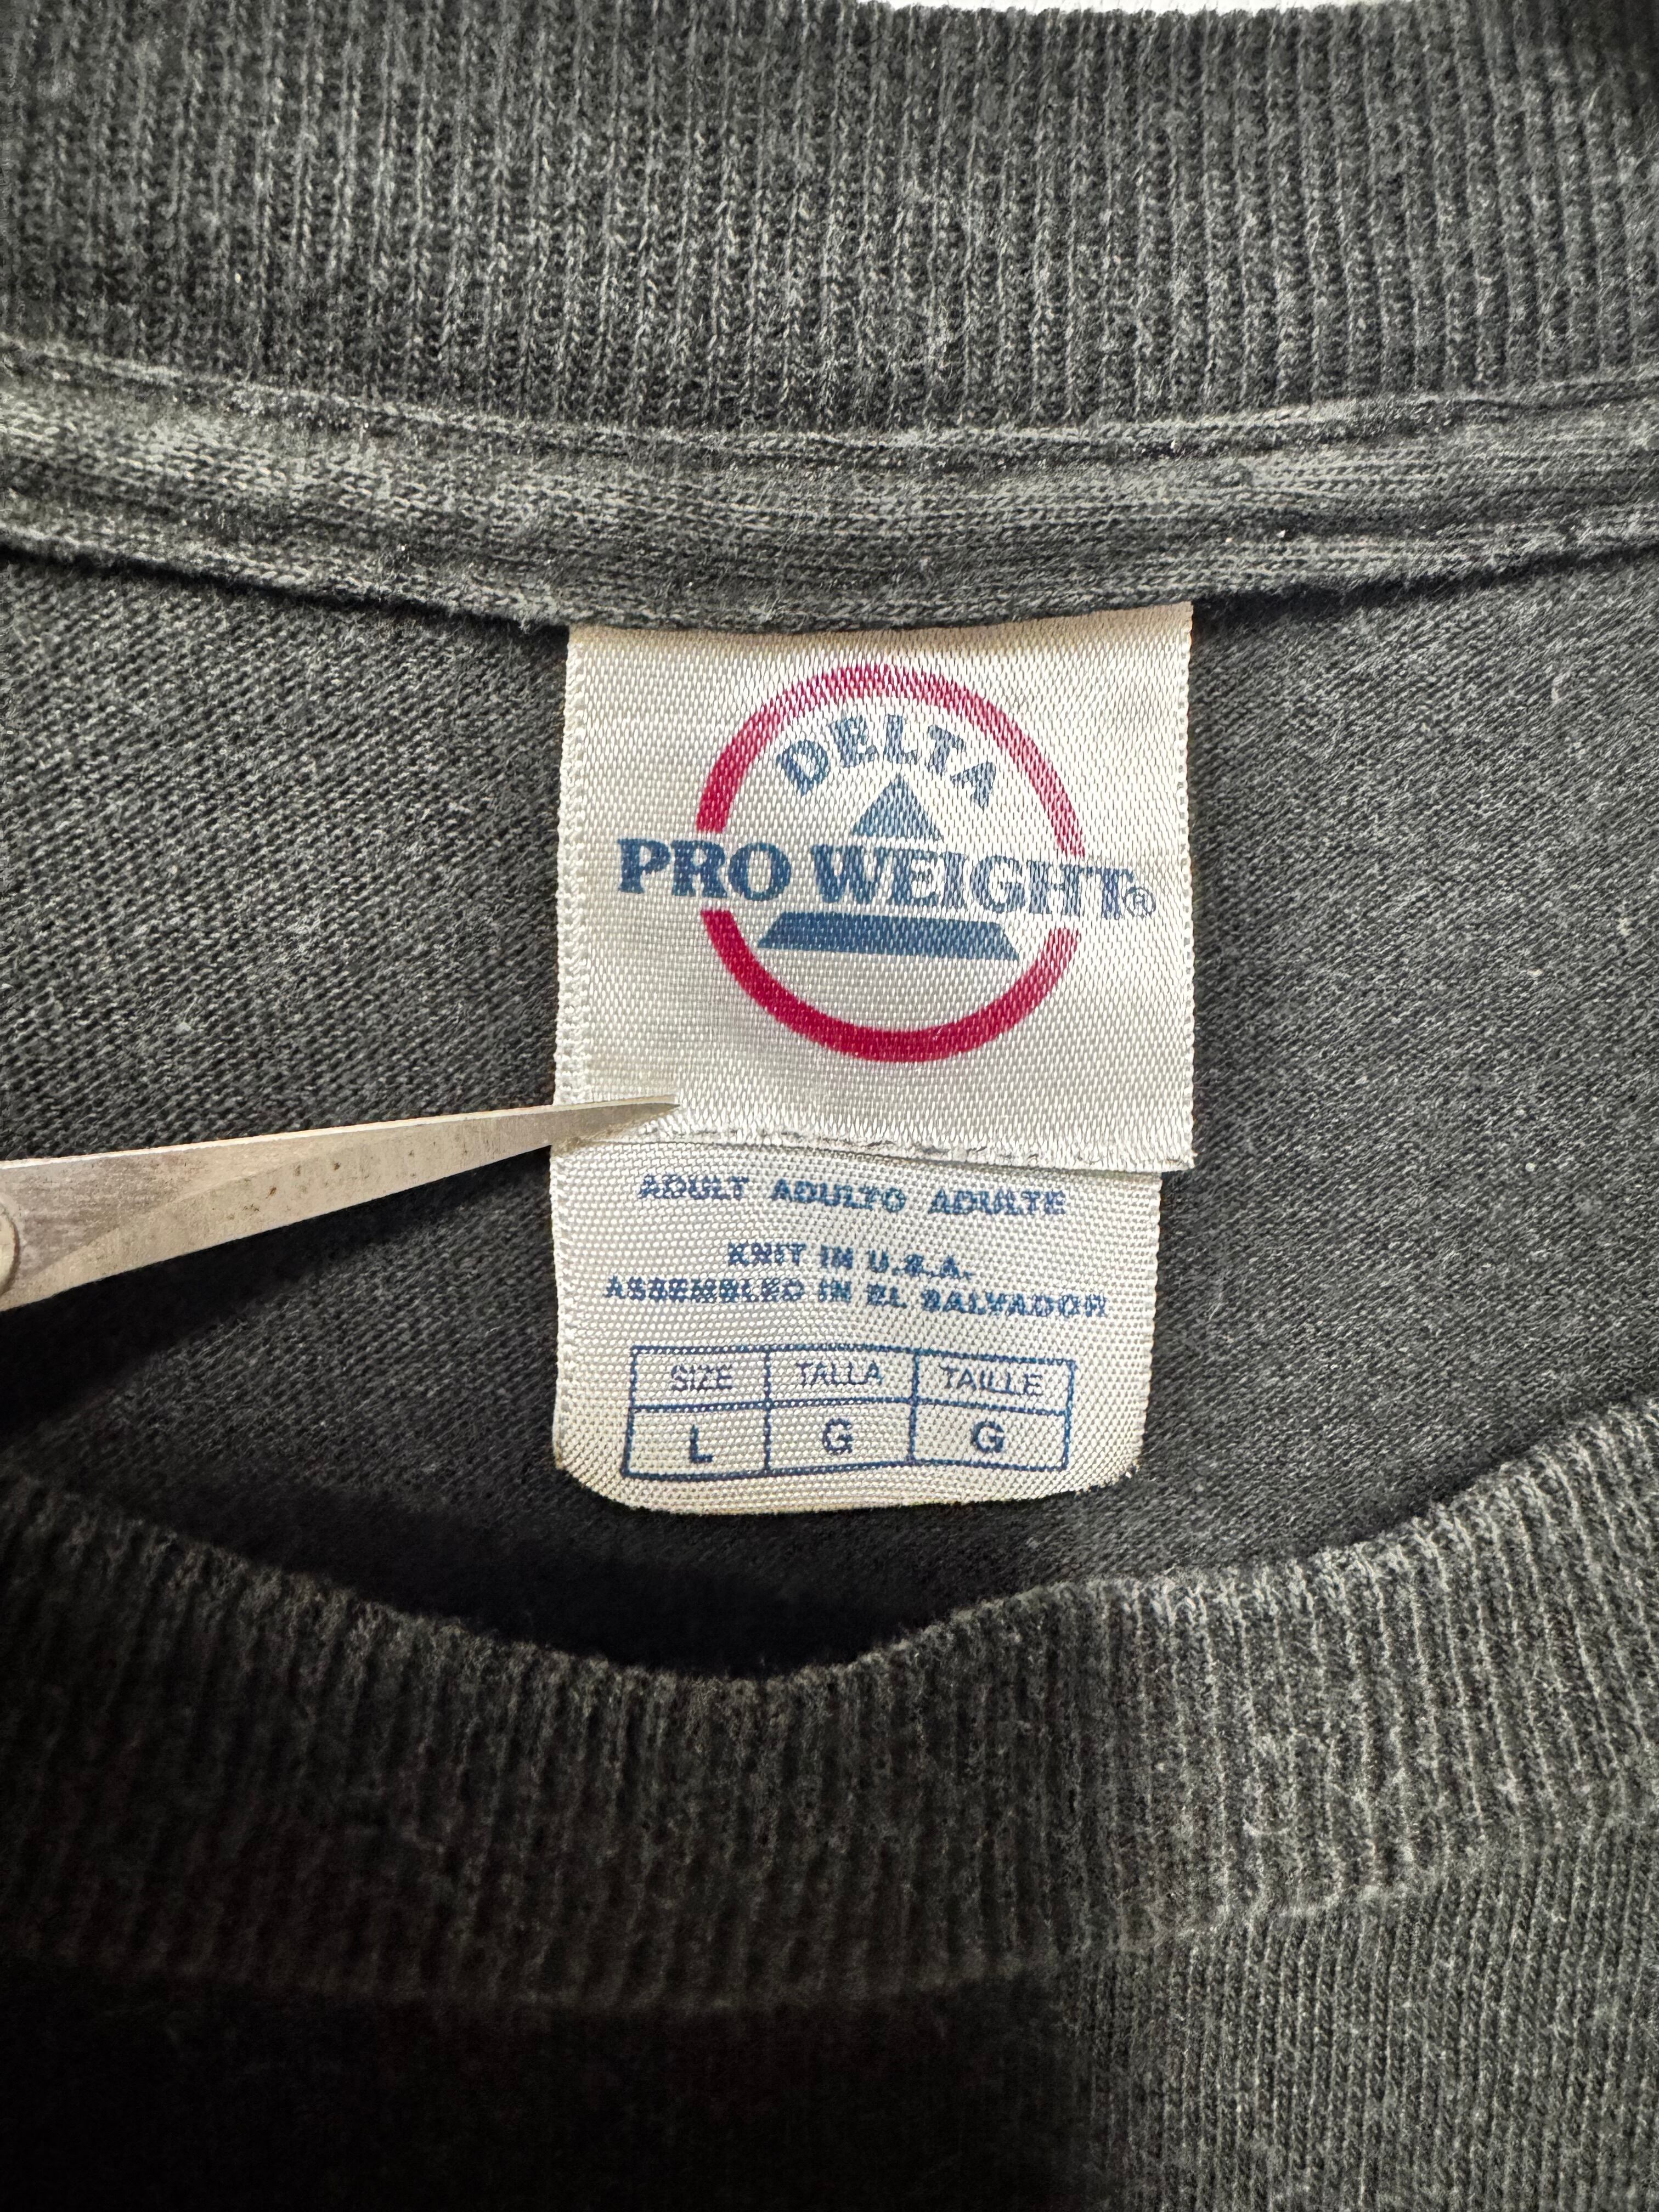 DELTA
PRO WEIGHT®
ADULT ADULTO ADULTE
KNIT IN U.S.A.
ASSEMBLED IN EL SALVADOR
SIZE TALLA TAILLE
L G G